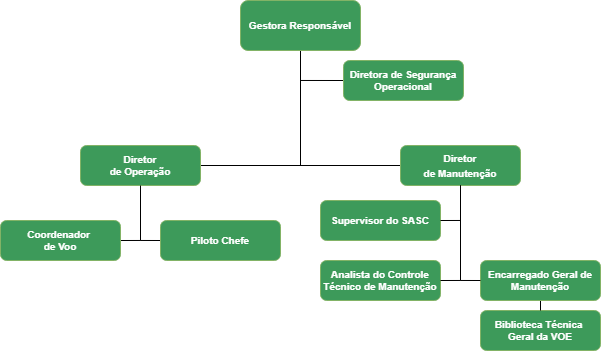 Gestora Responsável
Diretora de Segurança
Operacional
Diretor
de Operação
Diretor
de Manutenção
Coordenador
de Voo
Piloto Chefe
Supervisor do SASC
Analista do Controle
Técnico de Manutenção
Encarregado Geral de
Manutenção
Biblioteca Técnica
Geral da VOE